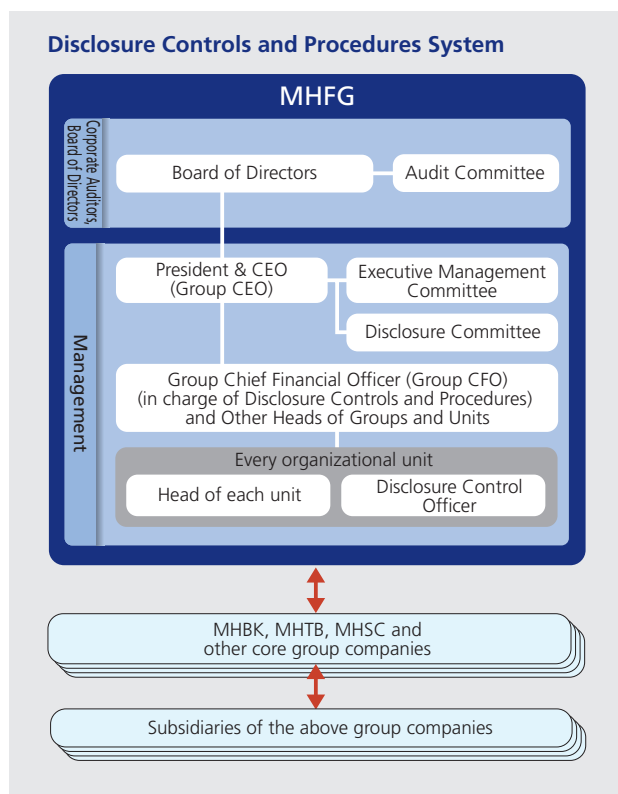 Disclosure Controls and Procedures System
MHFG
Corporate Auditors,
Board of Directors
Board of Directors
Audit Committee
Management
President & CEO
(Group CEO)
Executive Management
Committee
Disclosure Committee
Group Chief Financial Officer (Group CFO)
(in charge of Disclosure Controls and Procedures)
and Other Heads of Groups and Units
Every organizational unit
Head of each unit
Disclosure Control
Officer
MHBK, MHTB, MHSC and
other core group companies
Subsidiaries of the above group companies